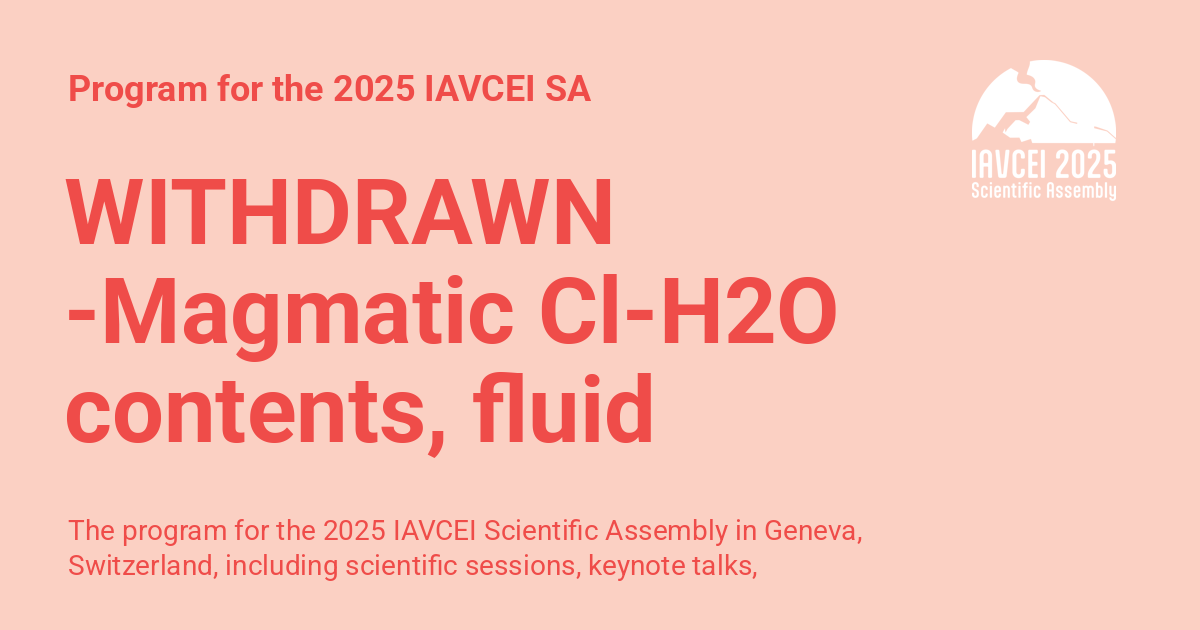 Program for the 2025 IAVCEI SA
IAVCEI 2025
Scientific Assembly
WITHDRAWN
-Magmatic Cl-H2O
contents, fluid
The program for the 2025 IAVCEI Scientific Assembly in Geneva,
Switzerland, including scientific sessions, keynote talks,